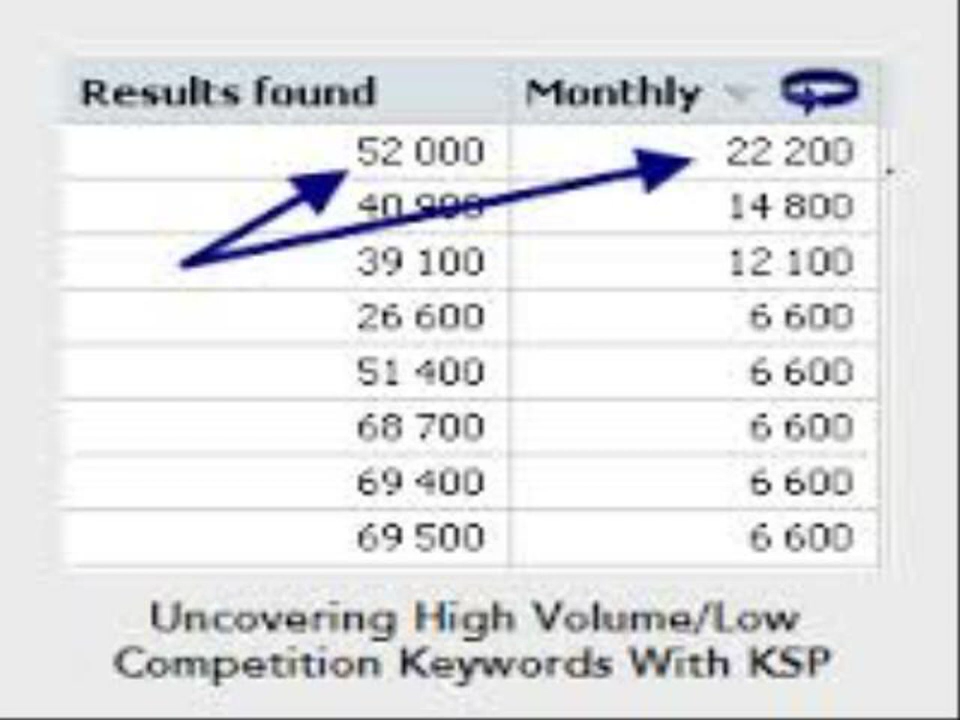 Results found Monthly
52 000 22 200
40 900 14 800
39 100 12 100
26 600 6 600
51 400 6 600
68 700 6 600
69 400 6 600
69 500 6 600
Uncovering High Volume/Low
Competition Keywords With KSP